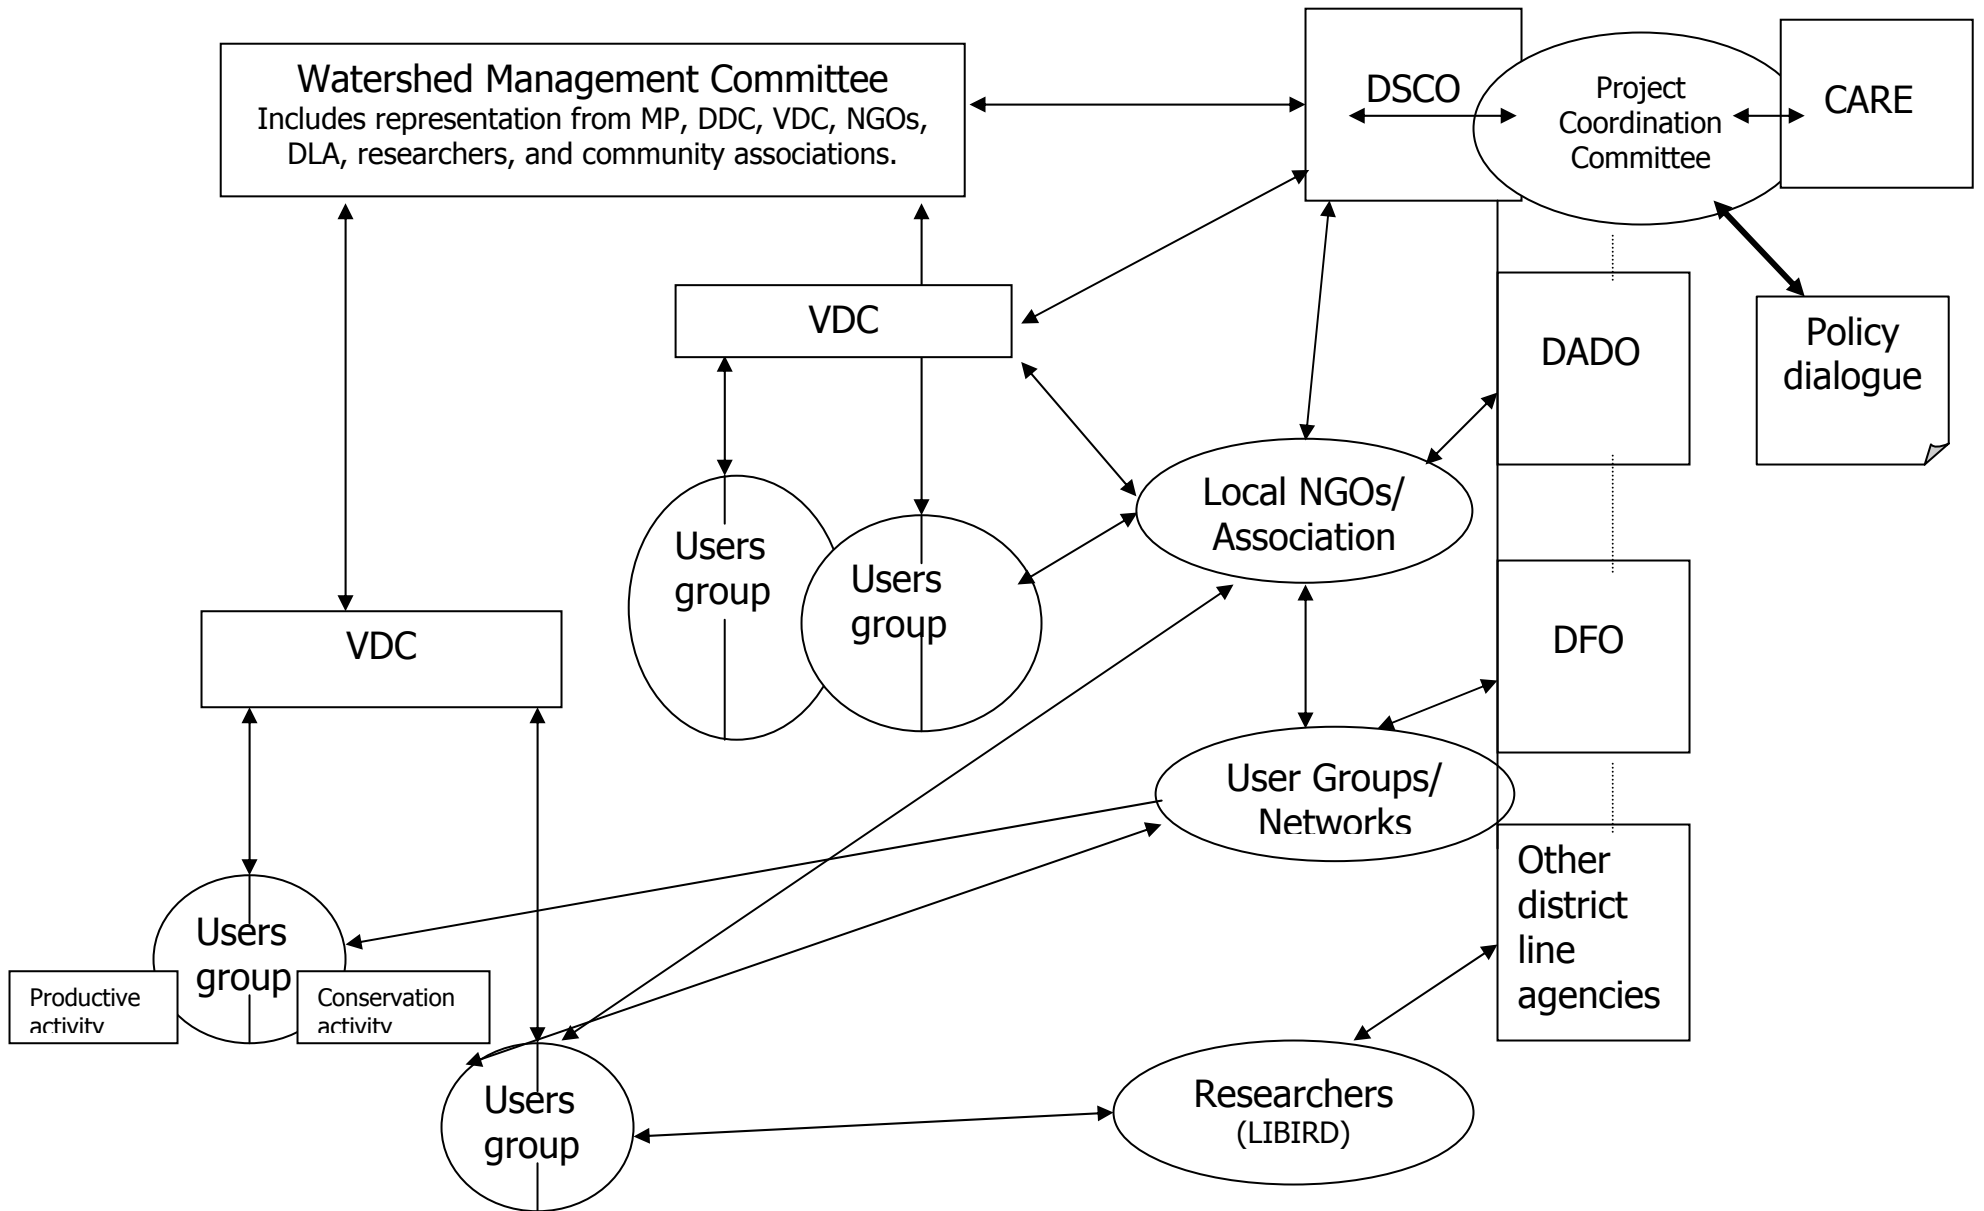 Watershed Management Committee
Includes representation from MP, DDC, VDC, NGOs,
DLA, researchers, and community associations.
DSCO
Project
Coordination
Committee
CARE
VDC
DADO
Policy
dialogue
Users
group
Users
group
Local NGOs/
Association
VDC
DFO
User Groups/
Networks
Other
district
line
agencies
Users
group
Productive
activity
Conservation
activity
Users
group
Researchers
(LIBIRD)